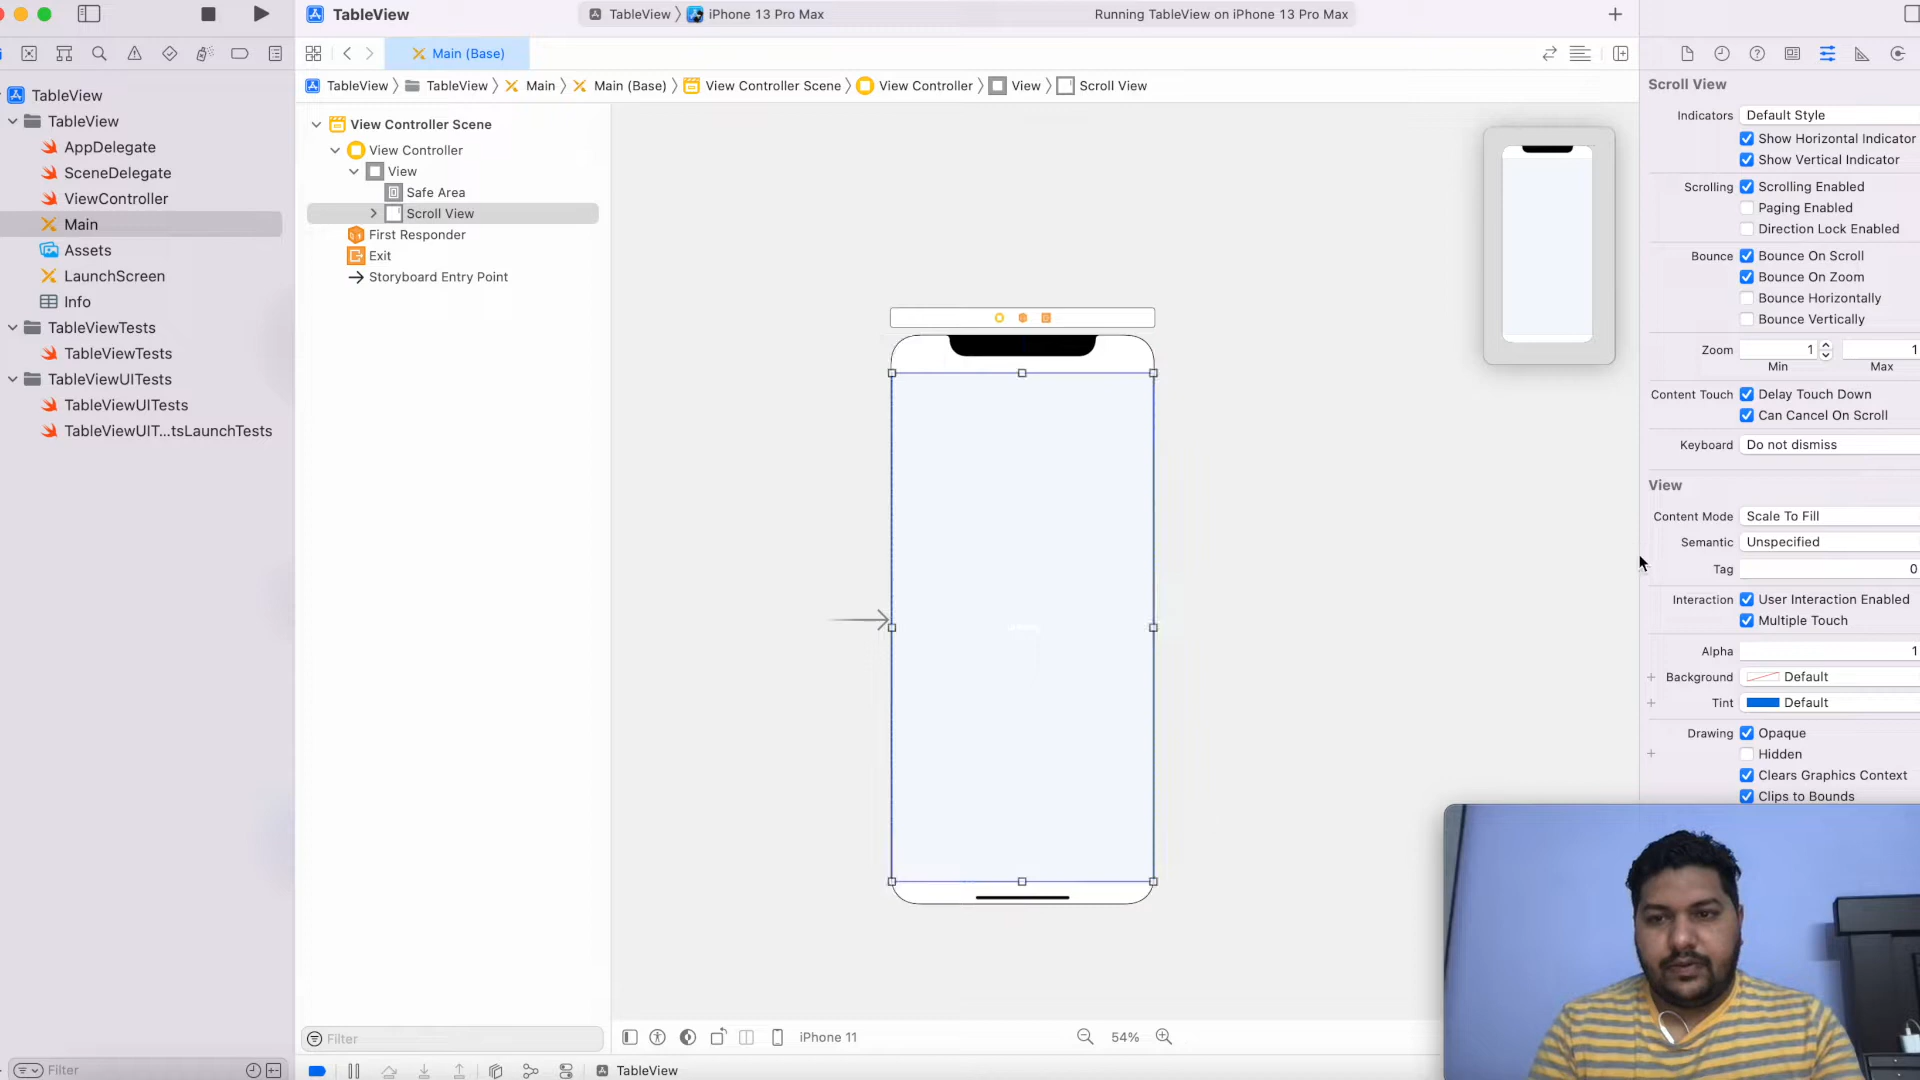 TableView
TableView
iPhone 13 Pro Max
Running TableView on iPhone 13 Pro Max
Main (Base)
TableView
TableView
Main
Main (Base)
View Controller Scene
View Controller
View
Scroll View
TableView
TableView
AppDelegate
SceneDelegate
ViewController
Main
Assets
LaunchScreen
Info
TableViewTests
TableViewTests
TableViewUITests
TableViewUITests
TableViewUIT...tsLaunchTests
Filter
View Controller Scene
View Controller
View
Safe Area
Scroll View
First Responder
Exit
Storyboard Entry Point
Filter
iPhone 11
54%
TableView
Scroll View
Indicators Default Style
Show Horizontal Indicator
Show Vertical Indicator
Scrolling Scrolling Enabled
Paging Enabled
Direction Lock Enabled
Bounce Bounce On Scroll
Bounce On Zoom
Bounce Horizontally
Bounce Vertically
Zoom 1 1
Min Max
Content Touch Delay Touch Down
Can Cancel On Scroll
Keyboard Do not dismiss
View
Content Mode Scale To Fill
Semantic Unspecified
Tag 0
Interaction User Interaction Enabled
Multiple Touch
Alpha 1
Background Default
Tint Default
Drawing Opaque
Hidden
Clears Graphics Context
Clips to Bounds